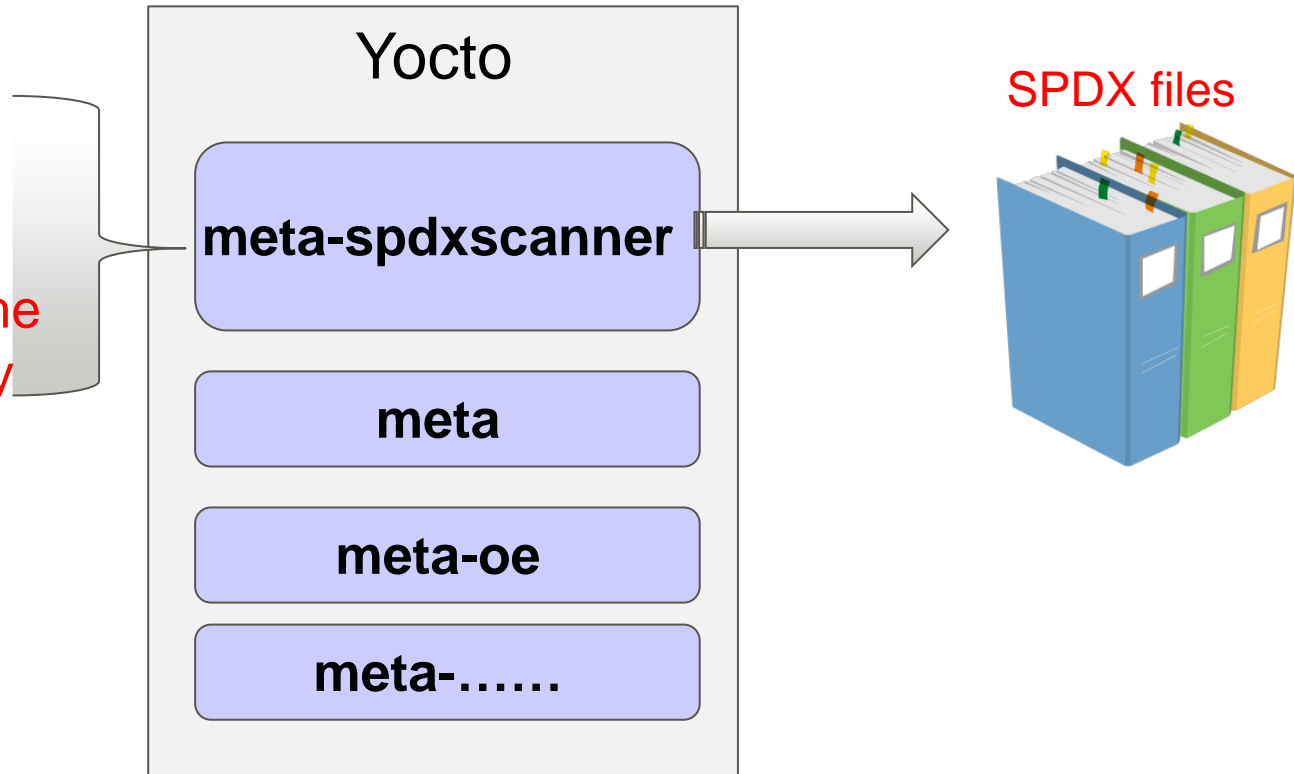 Yocto
SPDX files
meta-spdxscanner
meta
meta-oe
meta-……